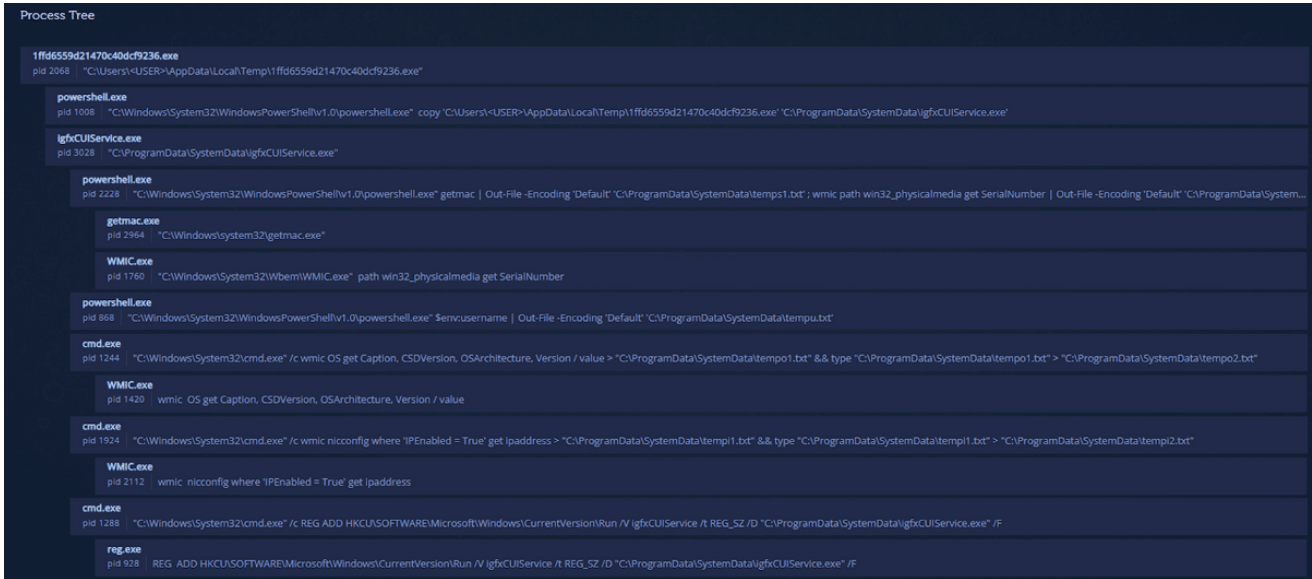 Process Tree
1ffd6559d21470c40dcf9236.exe
pid 2068 "C:\Users\<USER>\AppData\Local\Temp\1ffd6559d21470c40dcf9236.exe"
powershell.exe
pid 1008 "C:\Windows\System32\WindowsPowerShell\v1.0\powershell.exe" copy 'C:\Users\<USER>\AppData\Local\Temp\1ffd6559d21470c40dcf9236.exe' 'C:\ProgramData\SystemData\igfxCUIService.exe'
igfxCUIService.exe
pid 3028 "C:\ProgramData\SystemData\igfxCUIService.exe"
powershell.exe
pid 2228 "C:\Windows\System32\WindowsPowerShell\v1.0\powershell.exe" getmac | Out-File -Encoding 'Default' 'C:\ProgramData\SystemData\temps1.txt' ; wmic path win32_physicalmedia get SerialNumber | Out-File -Encoding 'Default' 'C:\ProgramData\System...
getmac.exe
pid 2964 "C:\Windows\system32\getmac.exe"
WMIC.exe
pid 1760 "C:\Windows\System32\Wbem\WMIC.exe" path win32_physicalmedia get SerialNumber
powershell.exe
pid 868 "C:\Windows\System32\WindowsPowerShell\v1.0\powershell.exe" $env:username | Out-File -Encoding 'Default' 'C:\ProgramData\SystemData\tempu.txt'
cmd.exe
pid 1244 "C:\Windows\System32\cmd.exe" /c wmic OS get Caption, CSDVersion, OSArchitecture, Version / value > "C:\ProgramData\SystemData\tempo1.txt" && type "C:\ProgramData\SystemData\tempo1.txt" > "C:\ProgramData\SystemData\tempo2.txt"
WMIC.exe
pid 1420 wmic OS get Caption, CSDVersion, OSArchitecture, Version / value
cmd.exe
pid 1924 "C:\Windows\System32\cmd.exe" /c wmic nicconfig where 'IPEnabled = True' get ipaddress > "C:\ProgramData\SystemData\tempi1.txt" && type "C:\ProgramData\SystemData\tempi1.txt" > "C:\ProgramData\SystemData\tempi2.txt"
WMIC.exe
pid 2112 wmic nicconfig where 'IPEnabled = True' get ipaddress
cmd.exe
pid 1288 "C:\Windows\System32\cmd.exe" /c REG ADD HKCU\SOFTWARE\Microsoft\Windows\CurrentVersion\Run /V igfxCUIService /t REG_SZ /D "C:\ProgramData\SystemData\igfxCUIService.exe" /F
reg.exe
pid 928 REG ADD HKCU\SOFTWARE\Microsoft\Windows\CurrentVersion\Run /V igfxCUIService /t REG_SZ /D "C:\ProgramData\SystemData\igfxCUIService.exe" /F